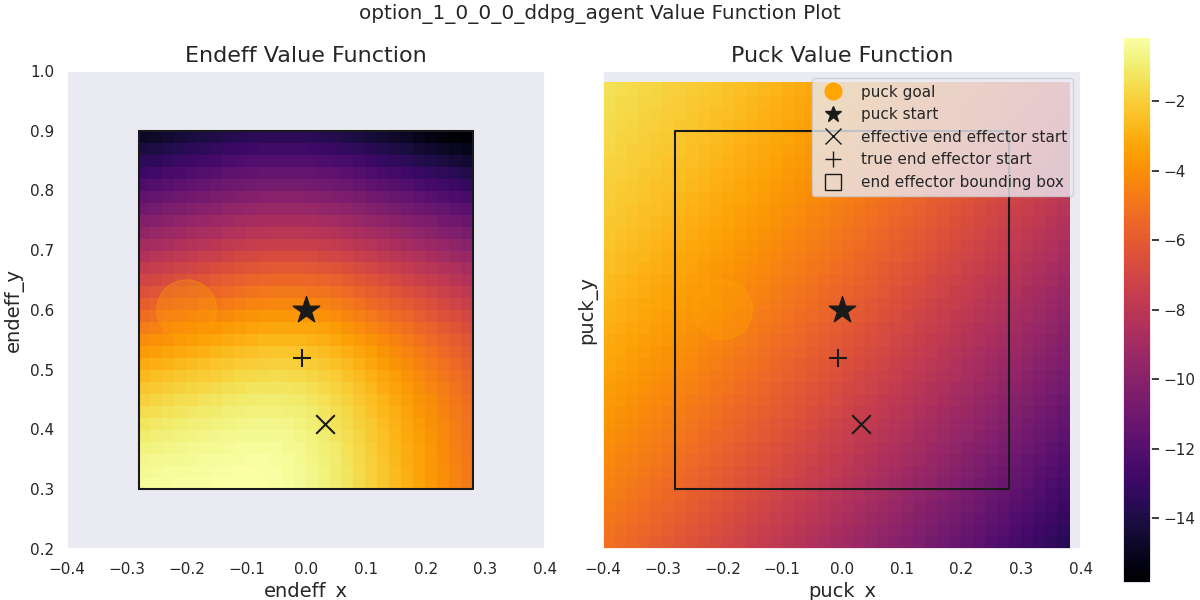 option_1_0_0_0_ddpg_agent Value Function Plot
Endeff Value Function
Puck Value Function
puck goal
puck start
effective end effector start
true end effector start
end effector bounding box
1.0
0.9
0.8
0.7
0.6
0.5
0.4
0.3
0.2
endeff_y
puck_y
−0.4 −0.3 −0.2 −0.1 0.0 0.1 0.2 0.3 0.4
endeff_x
−0.4 −0.3 −0.2 −0.1 0.0 0.1 0.2 0.3 0.4
puck_x
−2
−4
−6
−8
−10
−12
−14